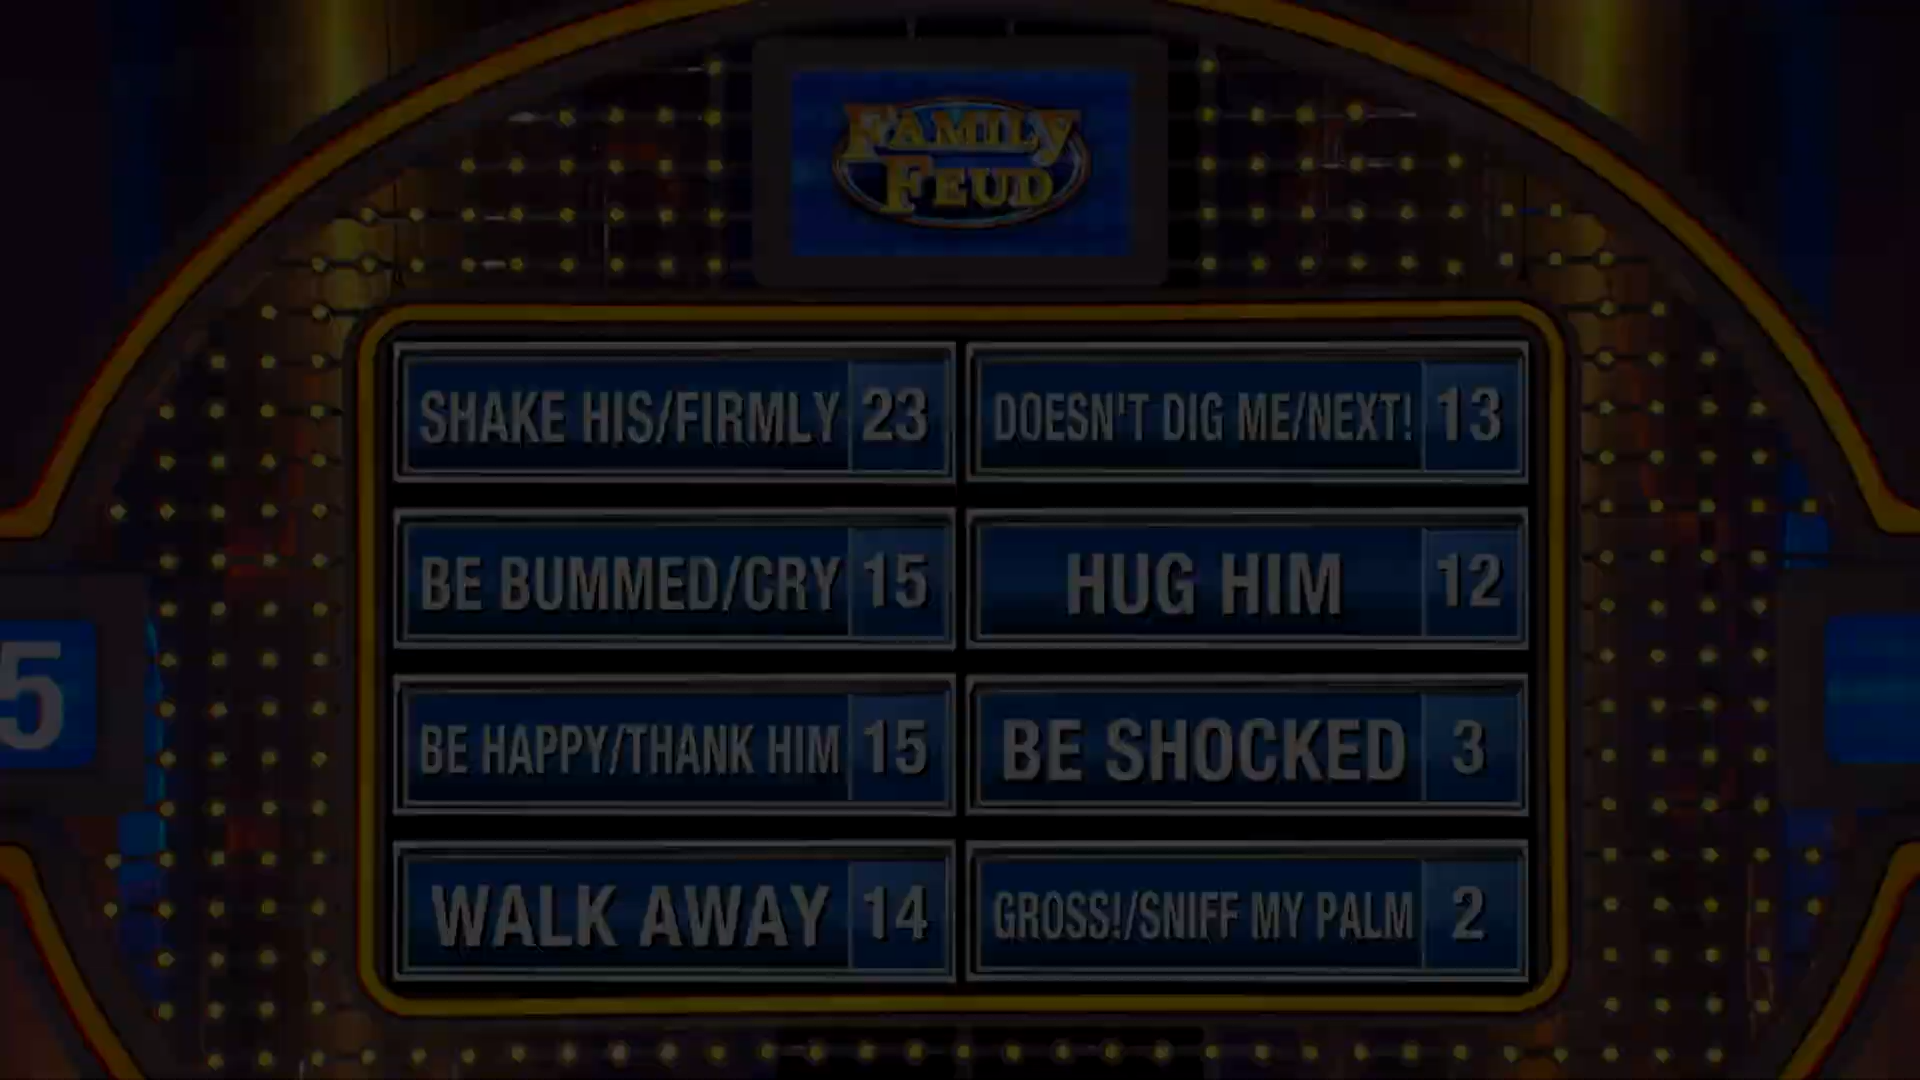 FAMILY
FEUD
SHAKE HIS/FIRMLY 23
BE BUMMED/CRY 15
BE HAPPY/THANK HIM 15
WALK AWAY 14
DOESN'T DIG ME/NEXT! 13
HUG HIM 12
BE SHOCKED 3
GROSS!/SNIFF MY PALM 2
5